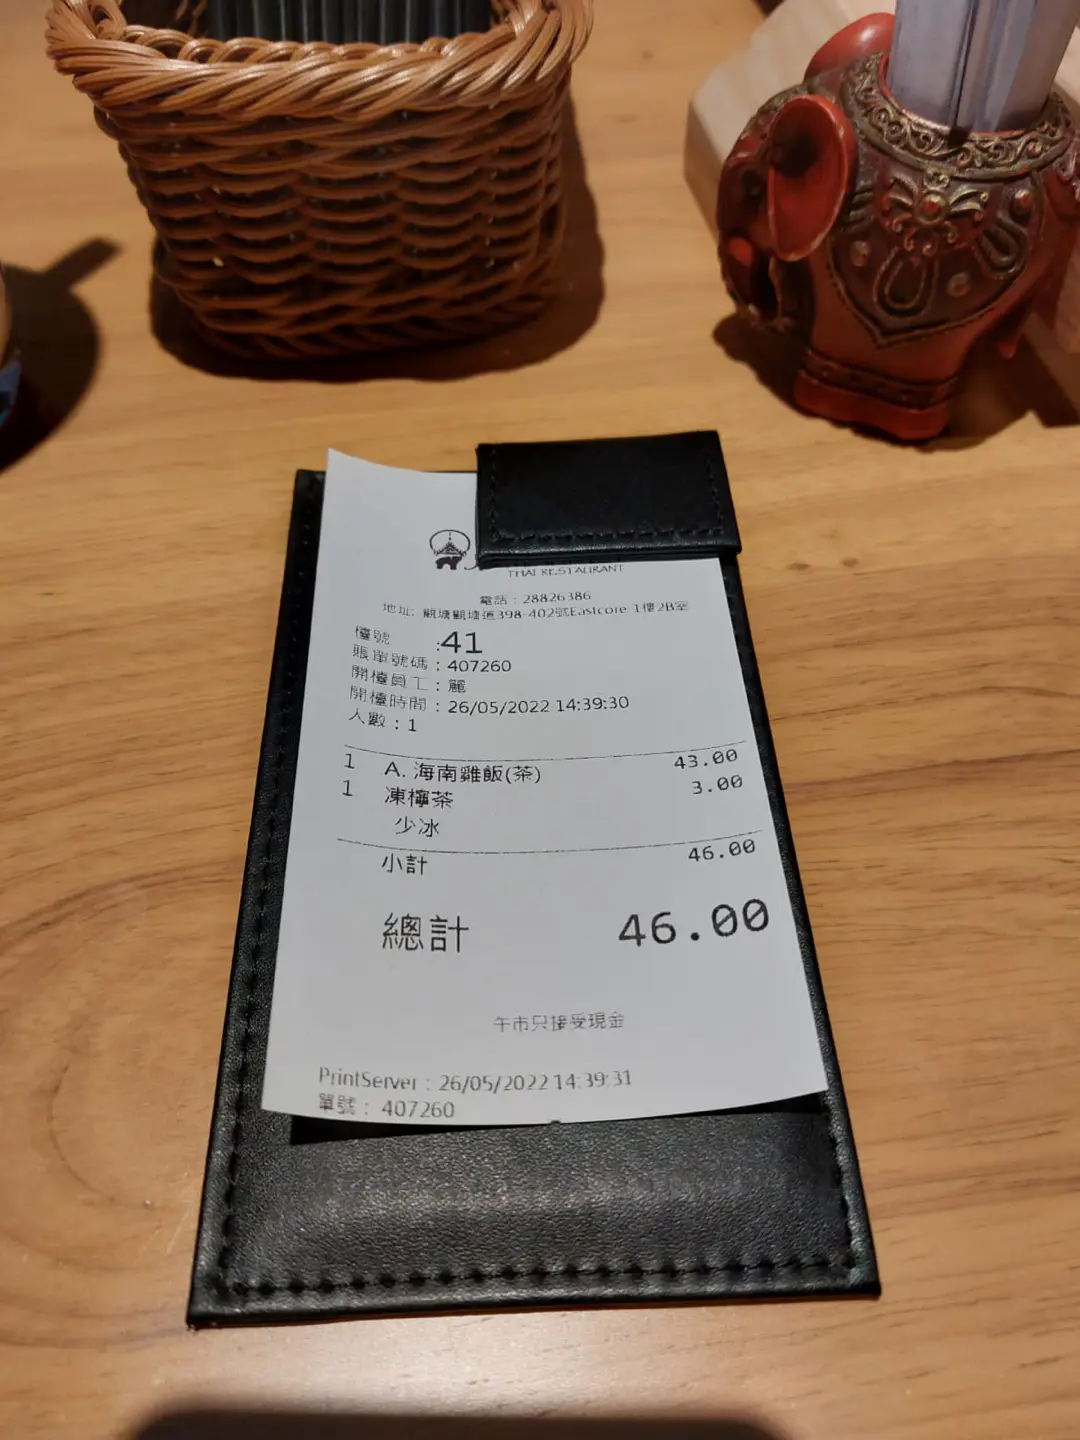 THAI RESTAURANT
電話：28826386
地址: 觀塘觀塘道398-402號Eastcore 1樓2B室
檯號 :41
賬單號碼：407260
開檯員工：麗
開檯時間：26/05/2022 14:39:30
人數：1
1 A. 海南雞飯(茶) 43.00
1 凍檸茶 3.00
少冰
小計 46.00
總計 46.00
午市只接受現金
PrintServer : 26/05/2022 14:39:31
單號： 407260